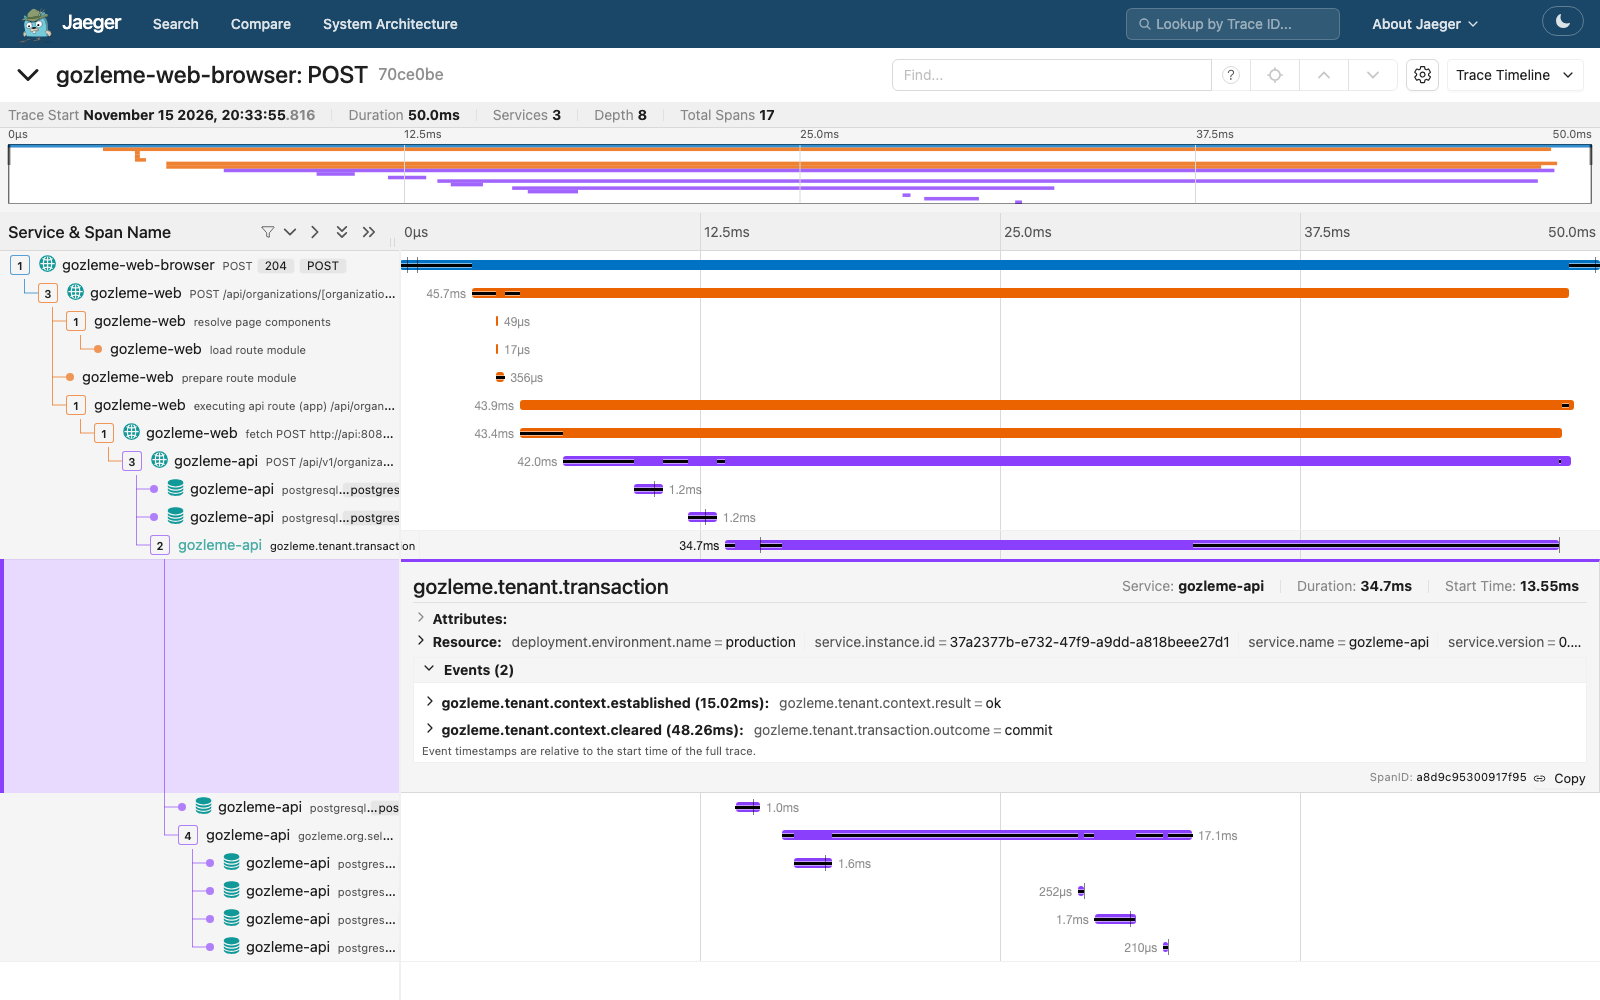 Jaeger Search Compare System Architecture Lookup by Trace ID... About Jaeger
gozleme-web-browser: POST 70ce0be Find... ? Trace Timeline
Trace Start November 15 2026, 20:33:55.816 Duration 50.0ms Services 3 Depth 8 Total Spans 17
0μs 12.5ms 25.0ms 37.5ms 50.0ms
Service & Span Name 0μs 12.5ms 25.0ms 37.5ms 50.0ms
1 gozleme-web-browser POST 204 POST
3 gozleme-web POST /api/organizations/[organizatio... 45.7ms
1 gozleme-web resolve page components 49μs
gozleme-web load route module 17μs
gozleme-web prepare route module 356μs
1 gozleme-web executing api route (app) /api/organ... 43.9ms
1 gozleme-web fetch POST http://api:808... 43.4ms
3 gozleme-api POST /api/v1/organiza... 42.0ms
gozleme-api postgresql...postgres 1.2ms
gozleme-api postgresql...postgres 1.2ms
2 gozleme-api gozleme.tenant.transaction 34.7ms
gozleme.tenant.transaction Service: gozleme-api Duration: 34.7ms Start Time: 13.55ms
Attributes:
Resource: deployment.environment.name = production service.instance.id = 37a2377b-e732-47f9-a9dd-a818beee27d1 service.name = gozleme-api service.version = 0....
Events (2)
gozleme.tenant.context.established (15.02ms): gozleme.tenant.context.result = ok
gozleme.tenant.context.cleared (48.26ms): gozleme.tenant.transaction.outcome = commit
Event timestamps are relative to the start time of the full trace.
SpanID: a8d9c95300917f95 Copy
gozleme-api postgresql...pos 1.0ms
4 gozleme-api gozleme.org.sel... 17.1ms
gozleme-api postgres... 1.6ms
gozleme-api postgres... 252μs
gozleme-api postgres... 1.7ms
gozleme-api postgres... 210μs